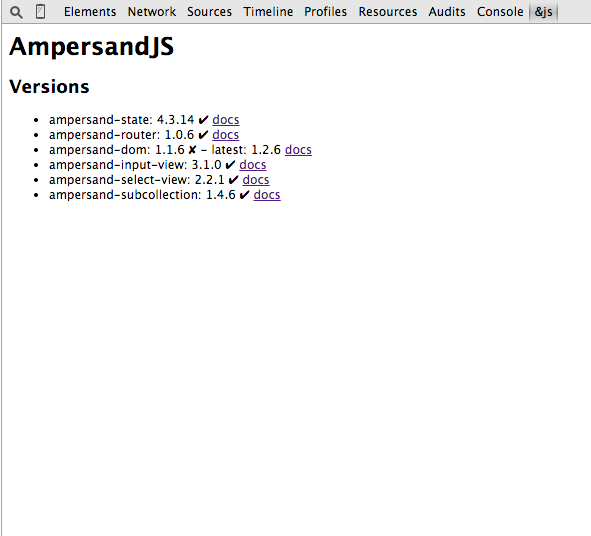 Elements Network Sources Timeline Profiles Resources Audits Console &js
AmpersandJS
Versions
• ampersand-state: 4.3.14 ✔ docs
• ampersand-router: 1.0.6 ✔ docs
• ampersand-dom: 1.1.6 ✘ – latest: 1.2.6 docs
• ampersand-input-view: 3.1.0 ✔ docs
• ampersand-select-view: 2.2.1 ✔ docs
• ampersand-subcollection: 1.4.6 ✔ docs